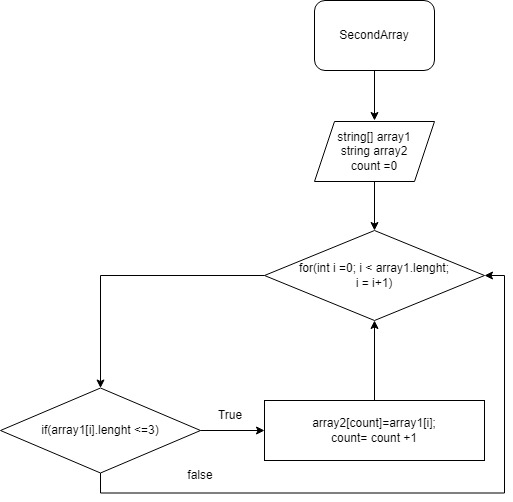 SecondArray
string[] array1
string array2
count =0
for(int i =0; i < array1.lenght;
i = i+1)
True
if(array1[i].lenght <=3)
array2[count]=array1[i];
count= count +1
false